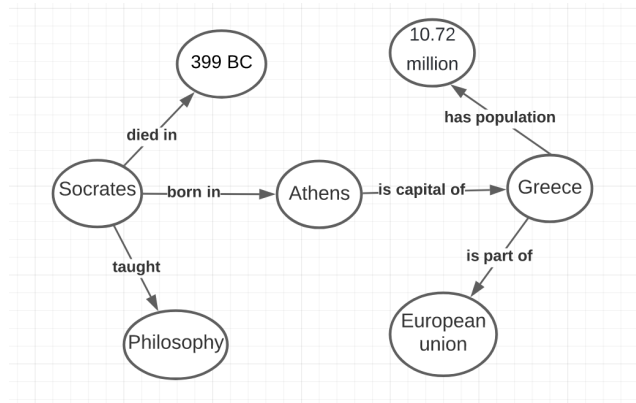 10.72
million
399 BC
has population
died in
Socrates
born in
Athens
is capital of
Greece
taught
is part of
Philosophy
European
union